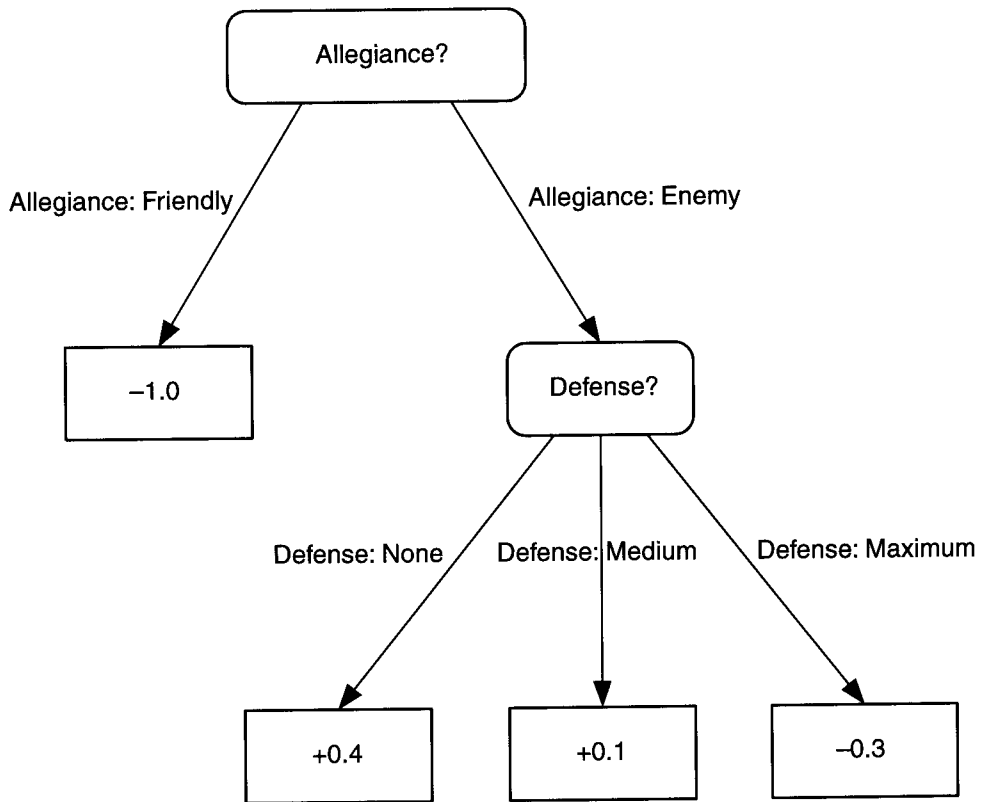 Allegiance?
Allegiance: Friendly
Allegiance: Enemy
–1.0
Defense?
Defense: None
Defense: Medium
Defense: Maximum
+0.4
+0.1
–0.3